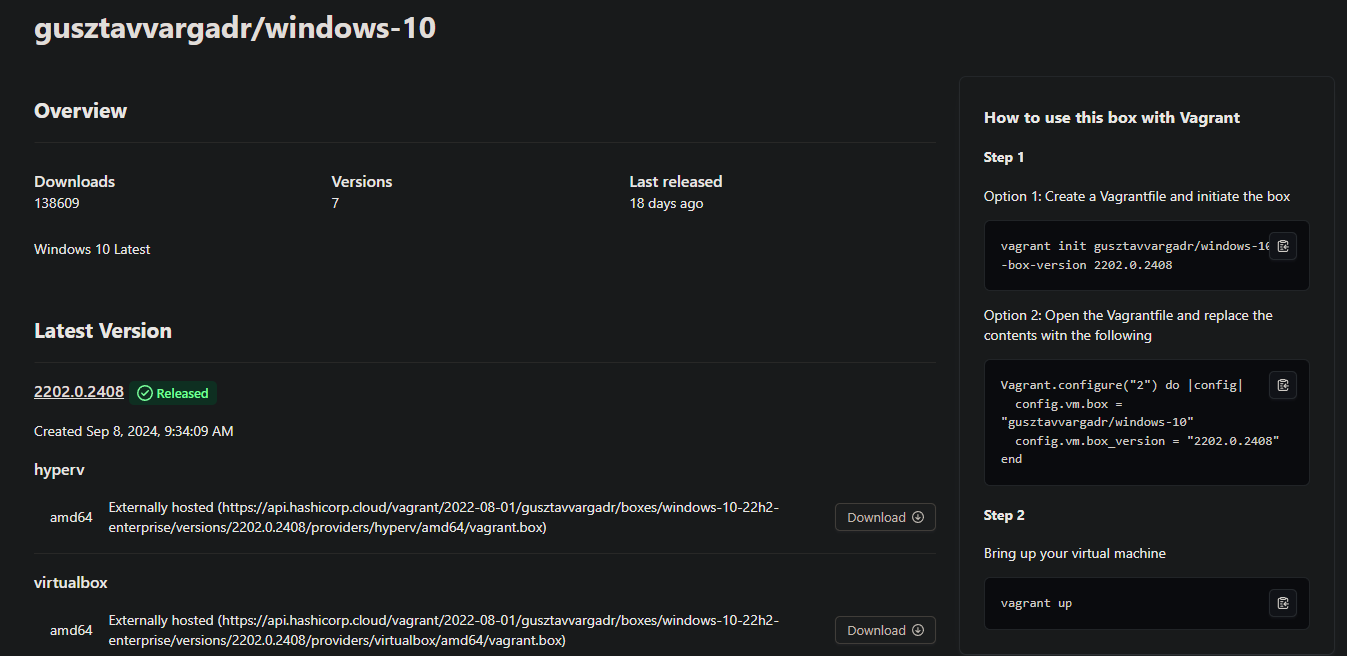 gusztavvargadr/windows-10
Overview
Downloads
138609
Versions
7
Last released
18 days ago
Windows 10 Latest
Latest Version
2202.0.2408
Released
Created Sep 8, 2024, 9:34:09 AM
hyperv
amd64
Externally hosted (https://api.hashicorp.cloud/vagrant/2022-08-01/gusztavvargadr/boxes/windows-10-22h2-
enterprise/versions/2202.0.2408/providers/hyperv/amd64/vagrant.box)
Download
virtualbox
amd64
Externally hosted (https://api.hashicorp.cloud/vagrant/2022-08-01/gusztavvargadr/boxes/windows-10-22h2-
enterprise/versions/2202.0.2408/providers/virtualbox/amd64/vagrant.box)
Download
How to use this box with Vagrant
Step 1
Option 1: Create a Vagrantfile and initiate the box
vagrant init gusztavvargadr/windows-10
-box-version 2202.0.2408
Option 2: Open the Vagrantfile and replace the
contents witn the following
Vagrant.configure("2") do |config|
config.vm.box =
"gusztavvargadr/windows-10"
config.vm.box_version = "2202.0.2408"
end
Step 2
Bring up your virtual machine
vagrant up